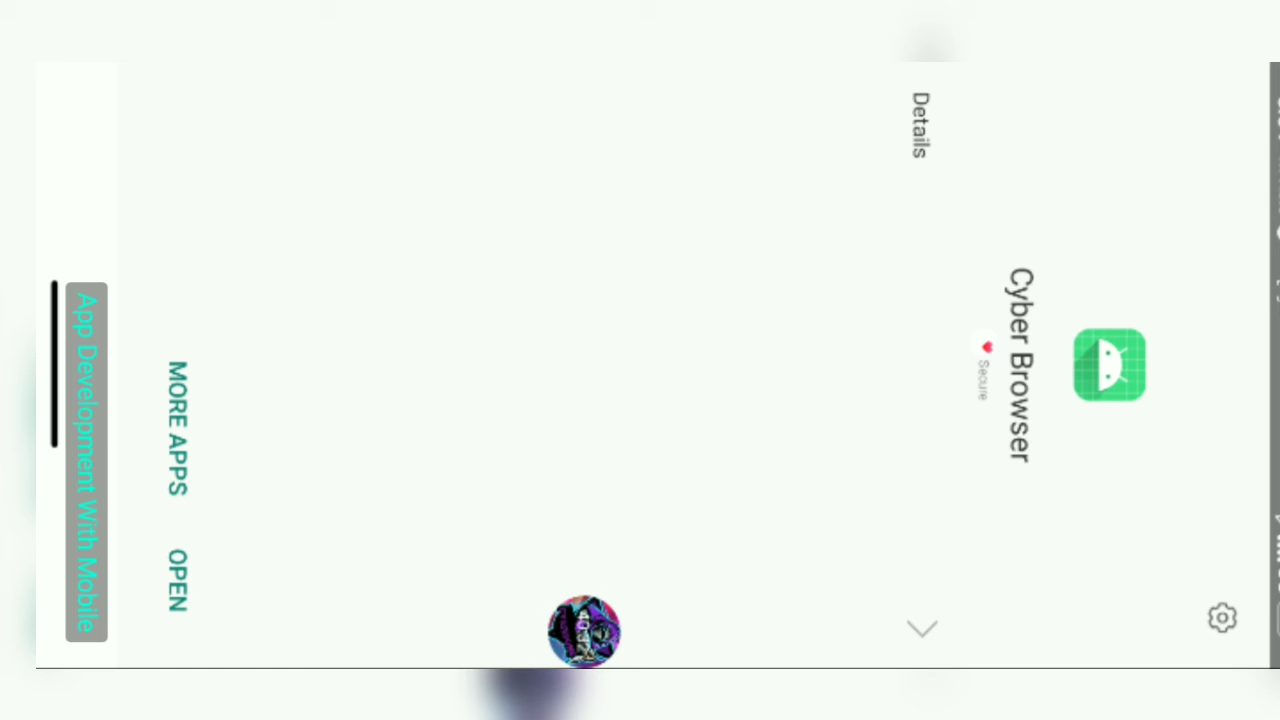 Cyber Browser
Secure
Details
MORE APPS OPEN
App Development With Mobile